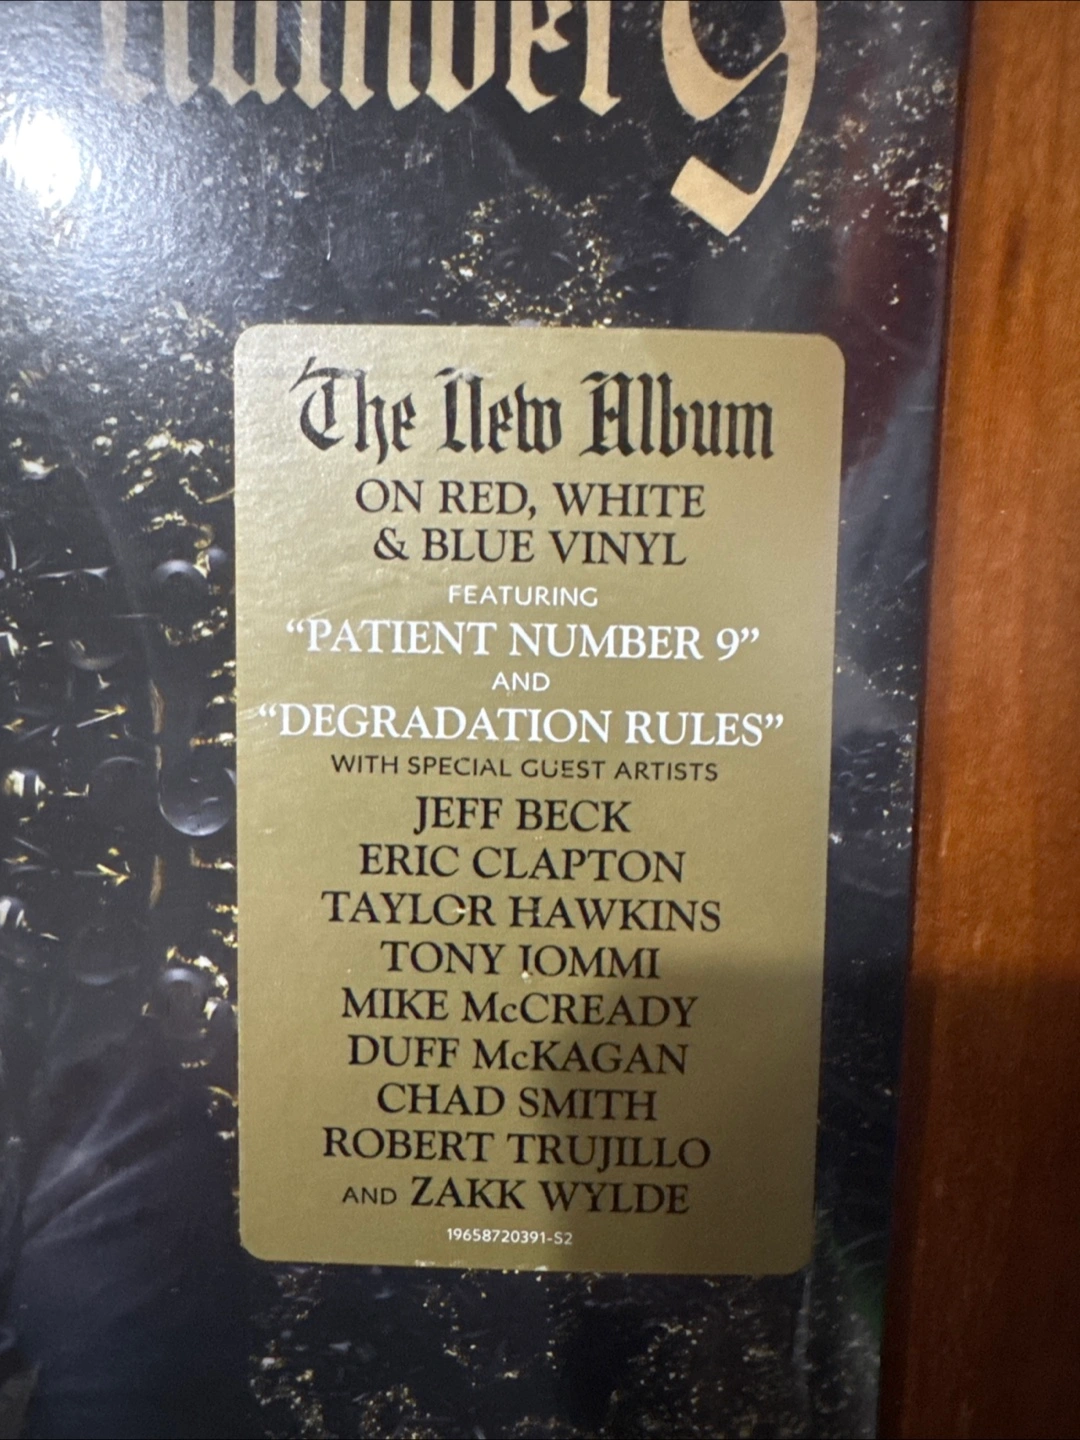 Number 9
The New Album
ON RED, WHITE
& BLUE VINYL
FEATURING
“PATIENT NUMBER 9”
AND
“DEGRADATION RULES”
WITH SPECIAL GUEST ARTISTS
JEFF BECK
ERIC CLAPTON
TAYLOR HAWKINS
TONY IOMMI
MIKE McCREADY
DUFF McKAGAN
CHAD SMITH
ROBERT TRUJILLO
AND ZAKK WYLDE
19658720391-S2